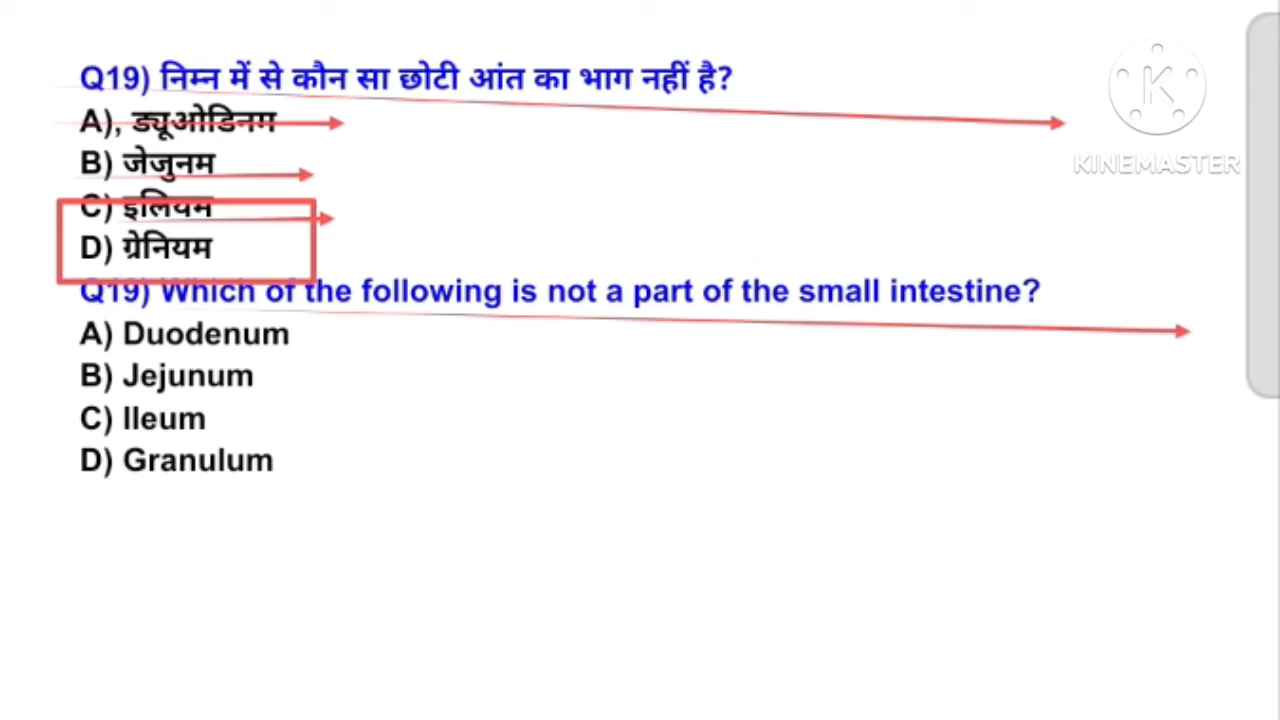 Q19) निम्न में से कौन सा छोटी आंत का भाग नहीं है?
A), ड्यूओडिनम
B) जेजुनम
C) इलियम
D) ग्रेनियम
Q19) Which of the following is not a part of the small intestine?
A) Duodenum
B) Jejunum
C) Ileum
D) Granulum
K
KINEMASTER